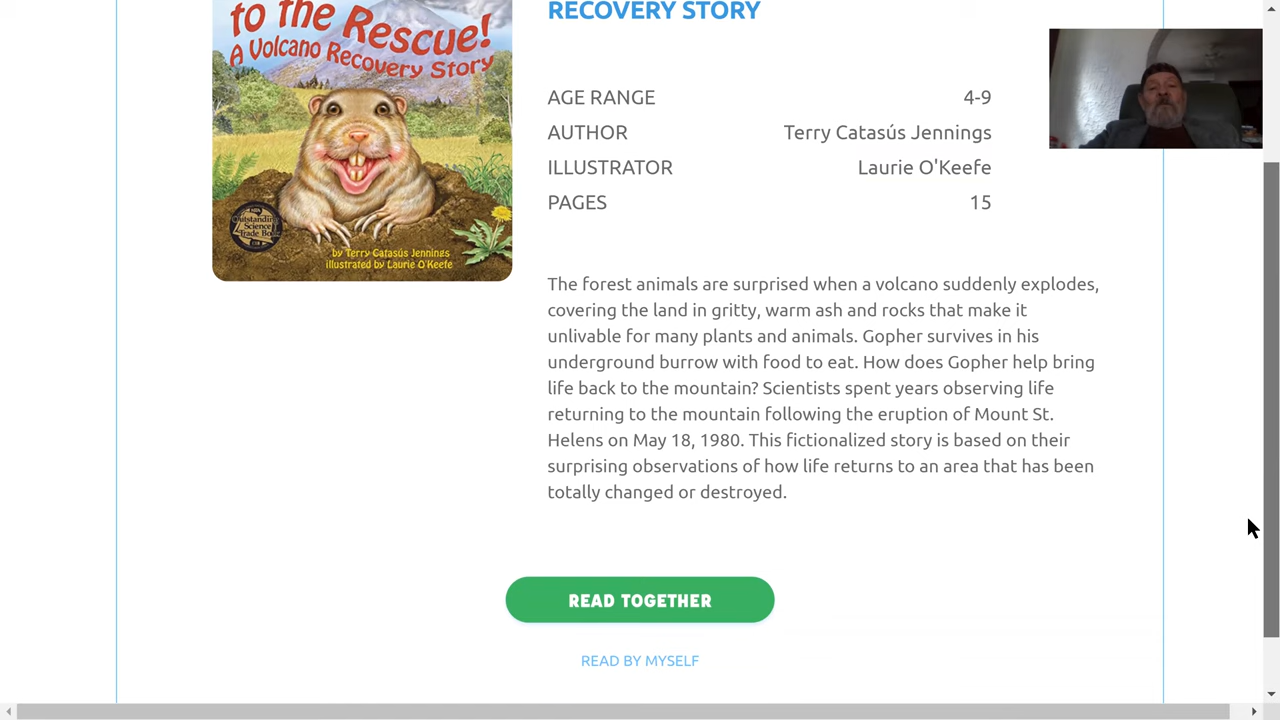 to the Rescue!
A Volcano Recovery Story
Outstanding
Science
Trade Bo
by Terry Catasús Jennings
illustrated by Laurie O'Keefe
RECOVERY STORY
AGE RANGE 4-9
AUTHOR Terry Catasús Jennings
ILLUSTRATOR Laurie O'Keefe
PAGES 15
The forest animals are surprised when a volcano suddenly explodes,
covering the land in gritty, warm ash and rocks that make it
unlivable for many plants and animals. Gopher survives in his
underground burrow with food to eat. How does Gopher help bring
life back to the mountain? Scientists spent years observing life
returning to the mountain following the eruption of Mount St.
Helens on May 18, 1980. This fictionalized story is based on their
surprising observations of how life returns to an area that has been
totally changed or destroyed.
READ TOGETHER
READ BY MYSELF